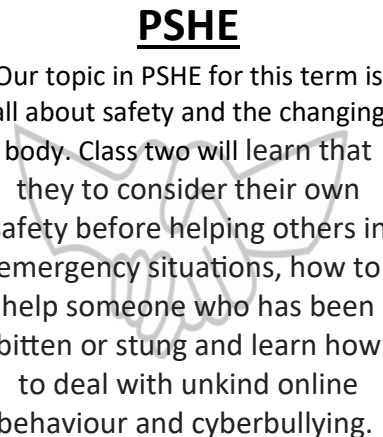 PSHE
Our topic in PSHE for this term is
all about safety and the changing
body. Class two will learn that
they to consider their own
safety before helping others in
emergency situations, how to
help someone who has been
bitten or stung and learn how
to deal with unkind online
behaviour and cyberbullying.